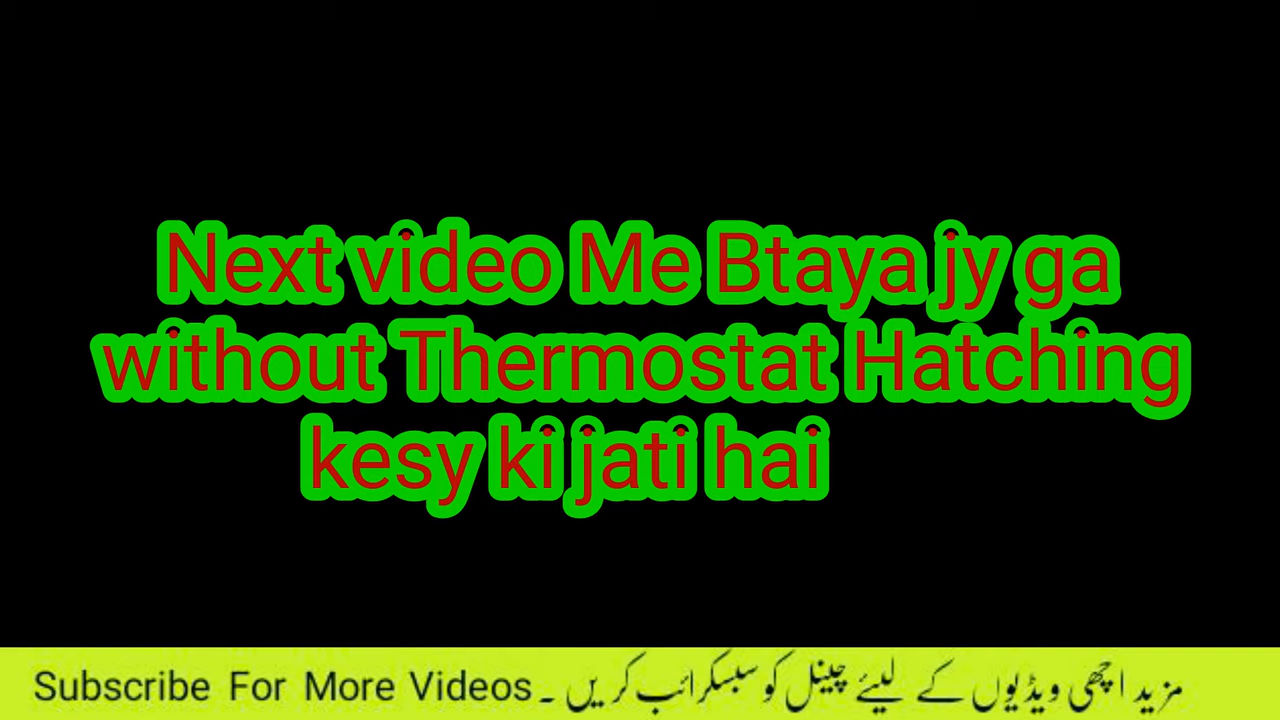 Next video Me Btaya jy ga
without Thermostat Hatching
kesy ki jati hai
Subscribe For More Videos مزید اچھی ویڈیوں کے لیئے چینل کو سبسکرائب کریں ۔